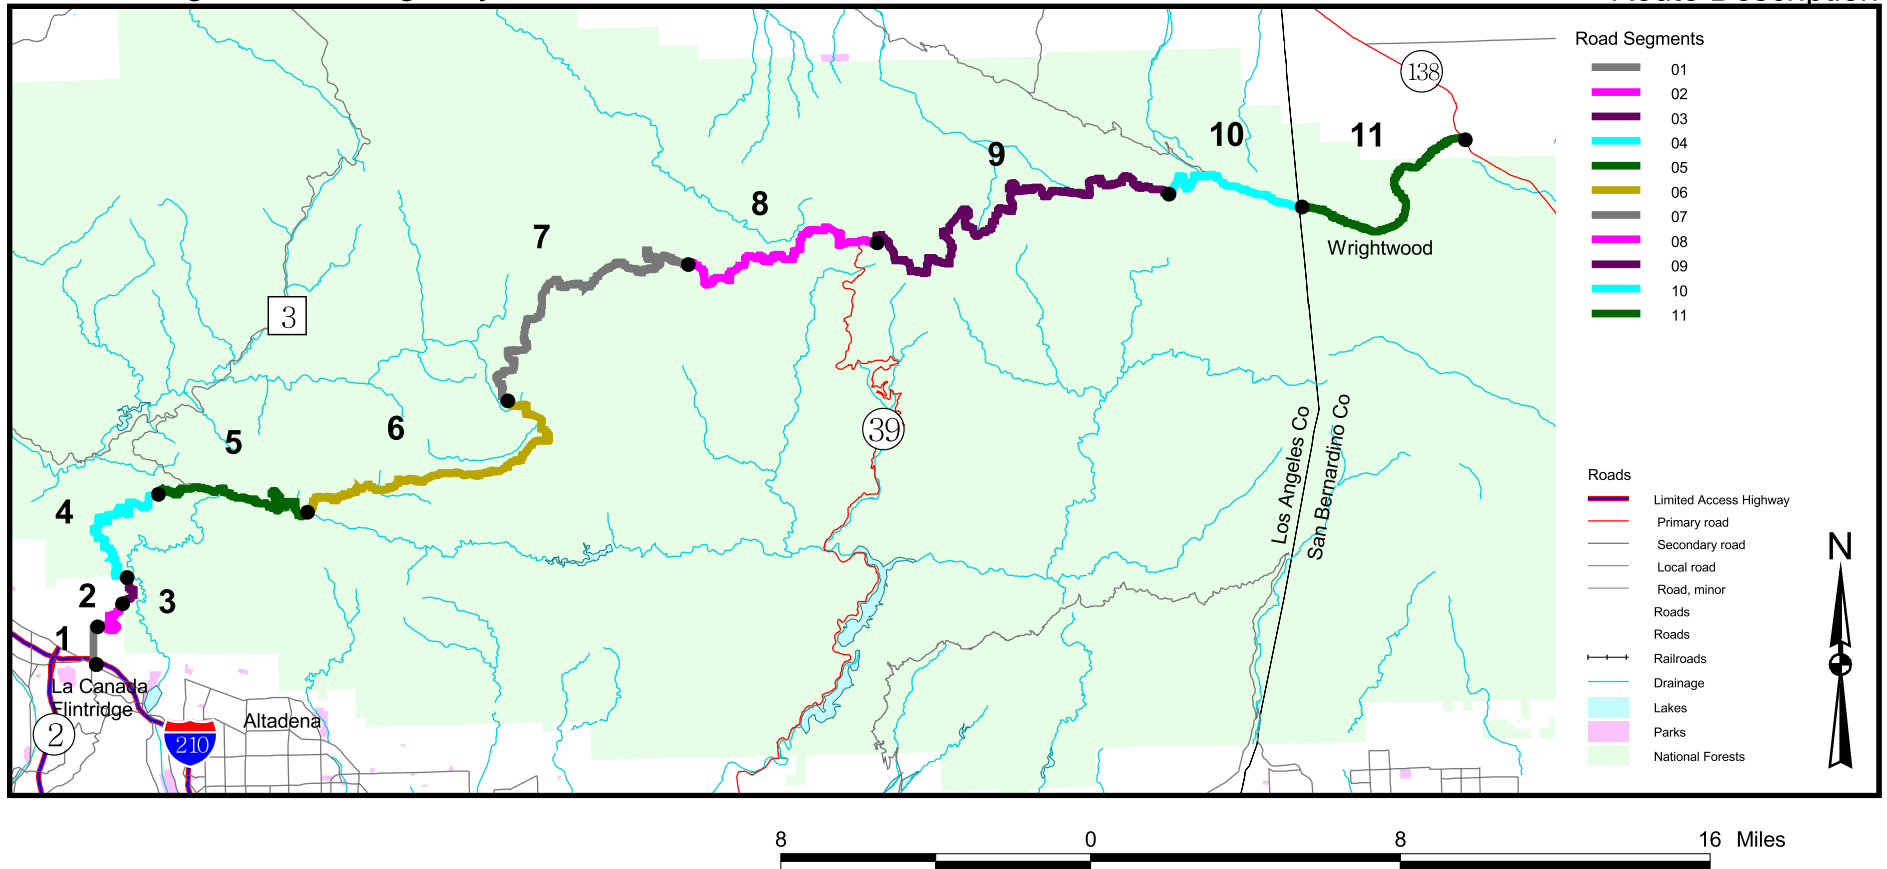 138
Road Segments
01
02
03
04
05
06
07
08
09
10
11
10
11
9
8
7
Wrightwood
3
6
5
39
4
Los Angeles Co
San Bernardino Co
2
3
1
La Canada
Flintridge
Altadena
2
210
Roads
Limited Access Highway
Primary road
Secondary road
Local road
Road, minor
Roads
Roads
Railroads
Drainage
Lakes
Parks
National Forests
N
8 0 8 16 Miles